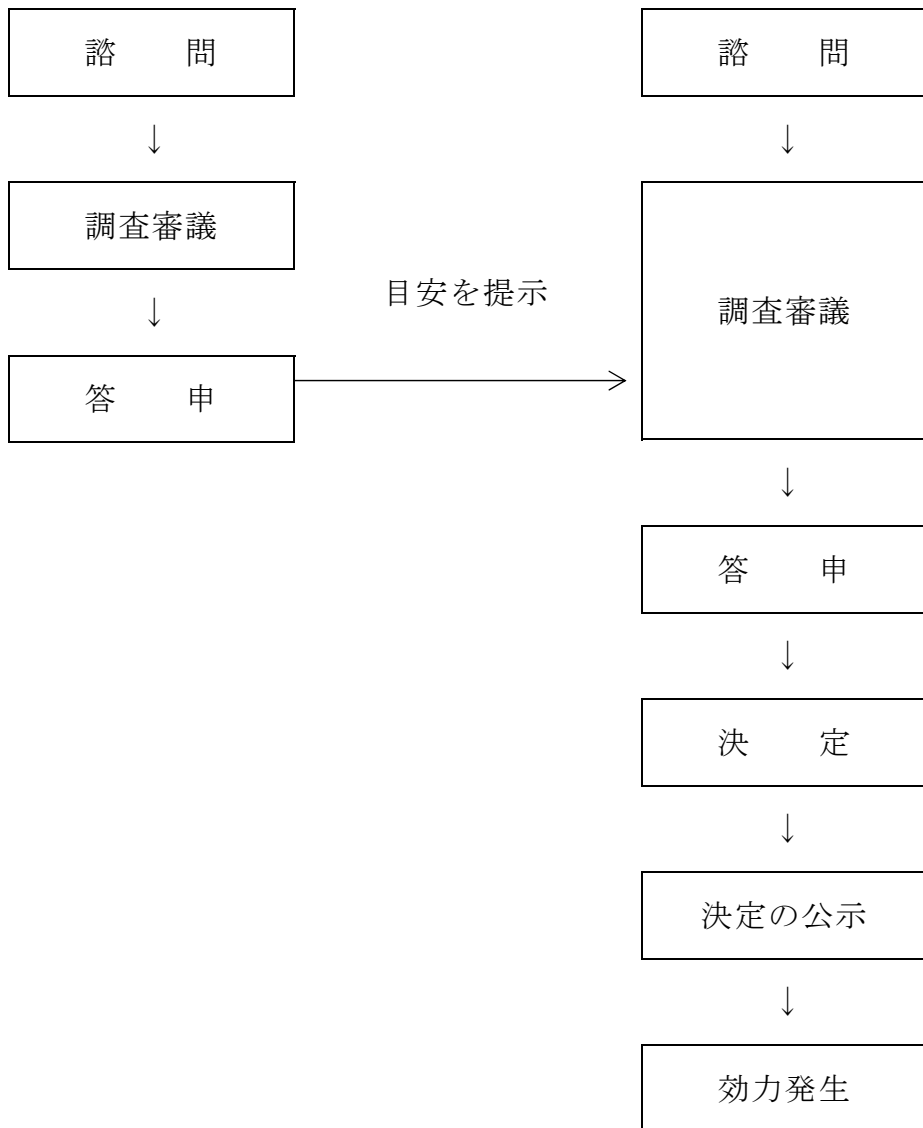 諮　　問
↓
調査審議
↓
答　　申
目安を提示
諮　　問
↓
調査審議
↓
答　　申
↓
決　　定
↓
決定の公示
↓
効力発生